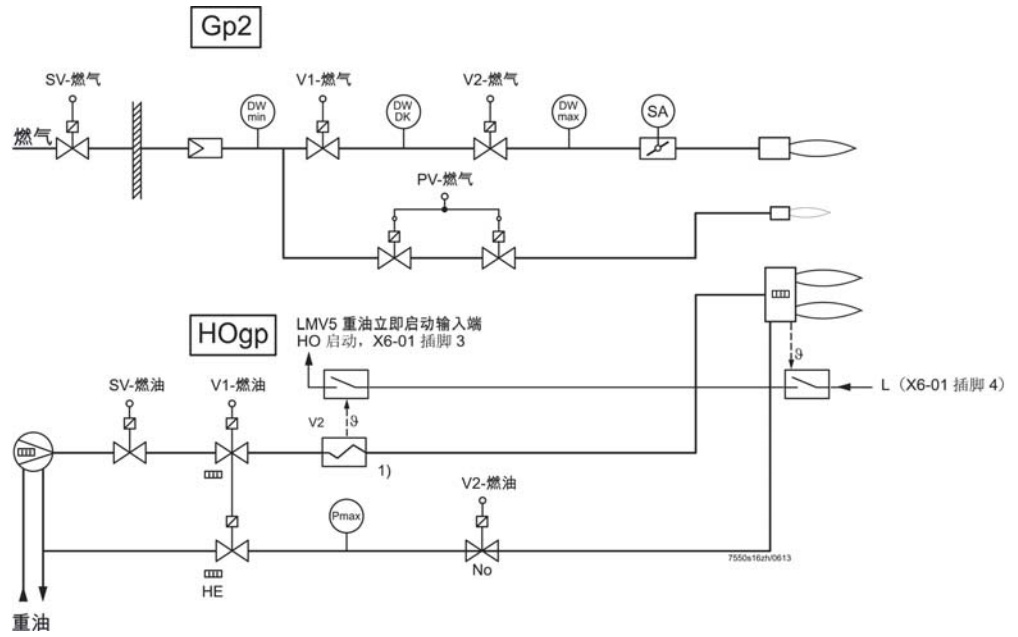 Gp2
SV-燃气
V1-燃气
V2-燃气
DW
min
DW
DK
DW
max
SA
燃气
PV-燃气
HOgp
LMV5 重油立即启动输入端
HO 启动，X6-01 插脚 3
ϑ
L（X6-01 插脚 4）
SV-燃油
V1-燃油
V2
ϑ
1)
V2-燃油
Pmax
No
7550s16zh/0613
HE
重油